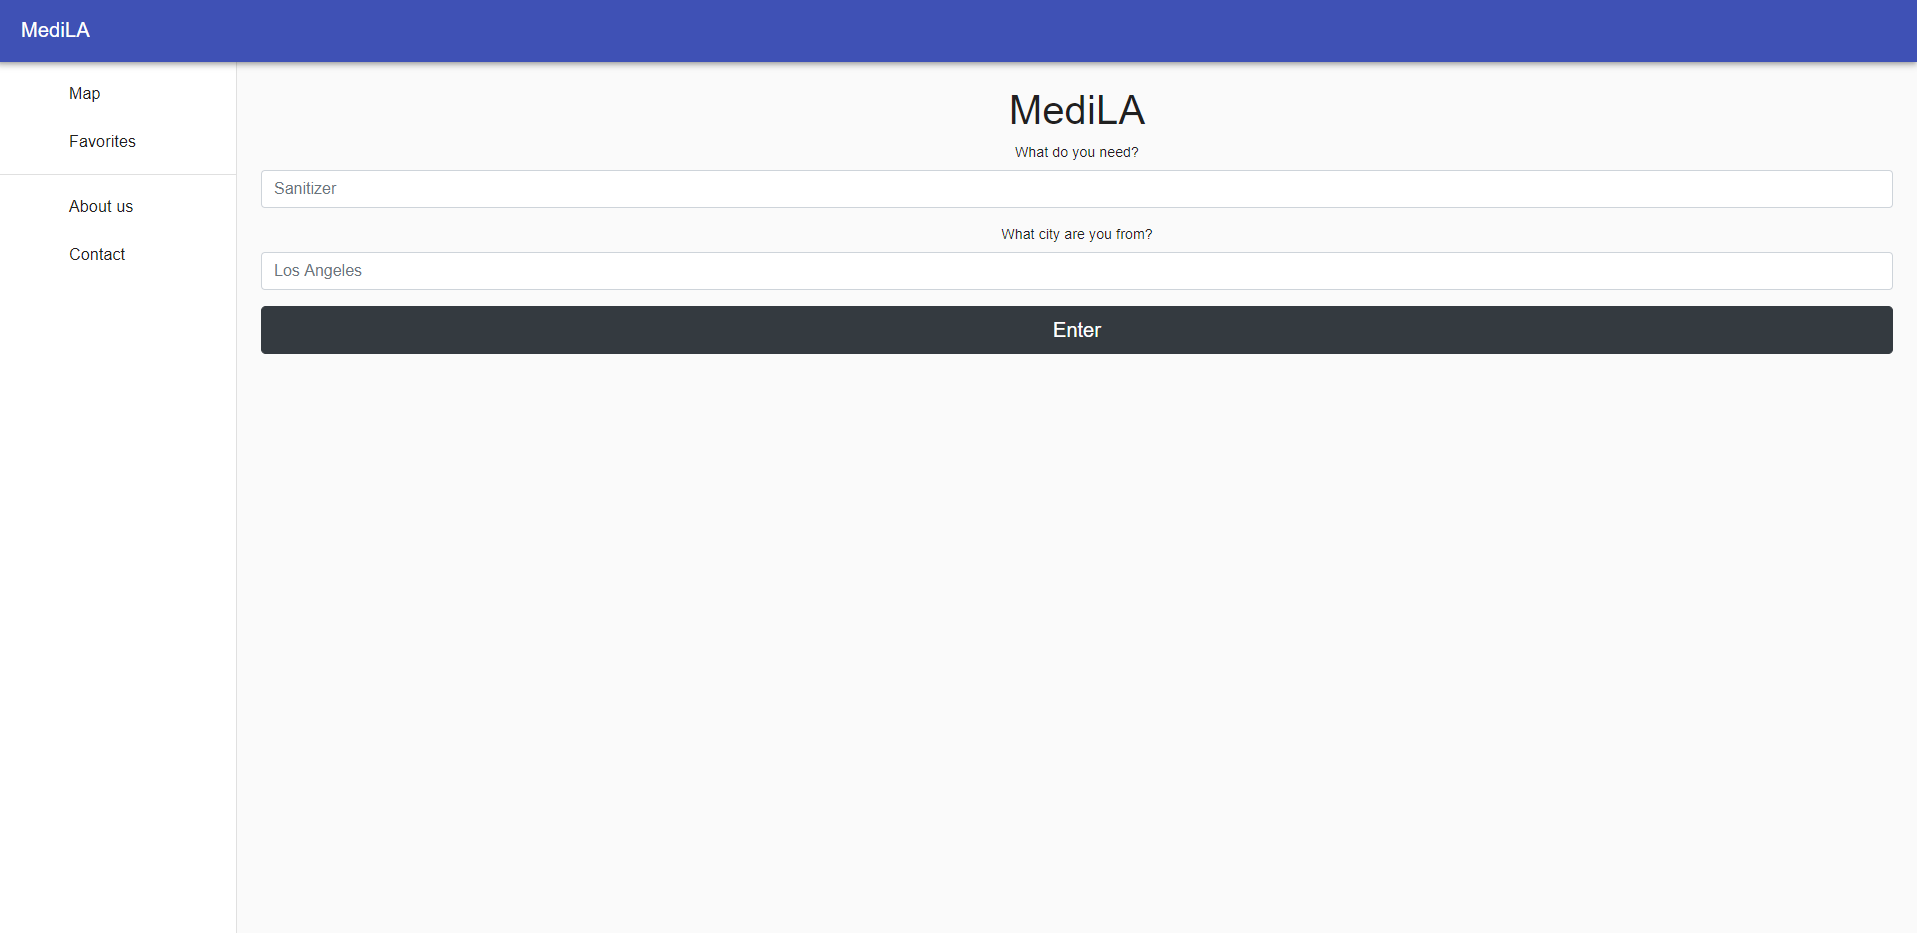 MediLA
Map
Favorites
About us
Contact
MediLA
What do you need?
Sanitizer
What city are you from?
Los Angeles
Enter